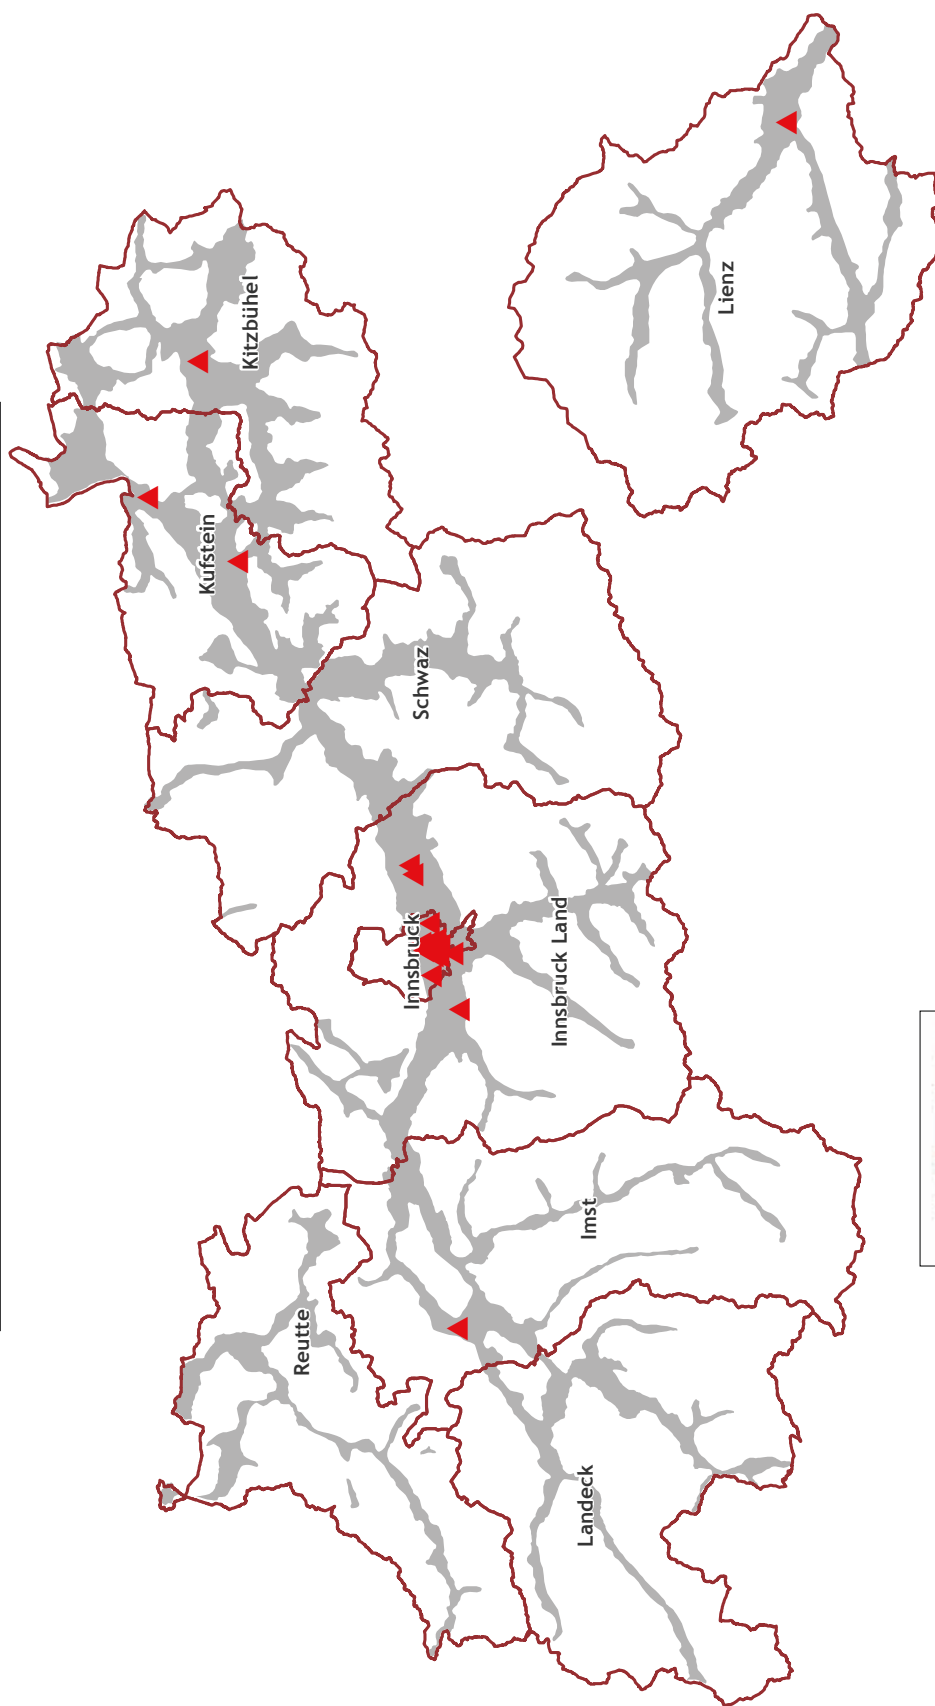 Reutte
Landeck
Imst
Innsbruck
Innsbruck Land
Schwaz
Kufstein
Kitzbühel
Lienz